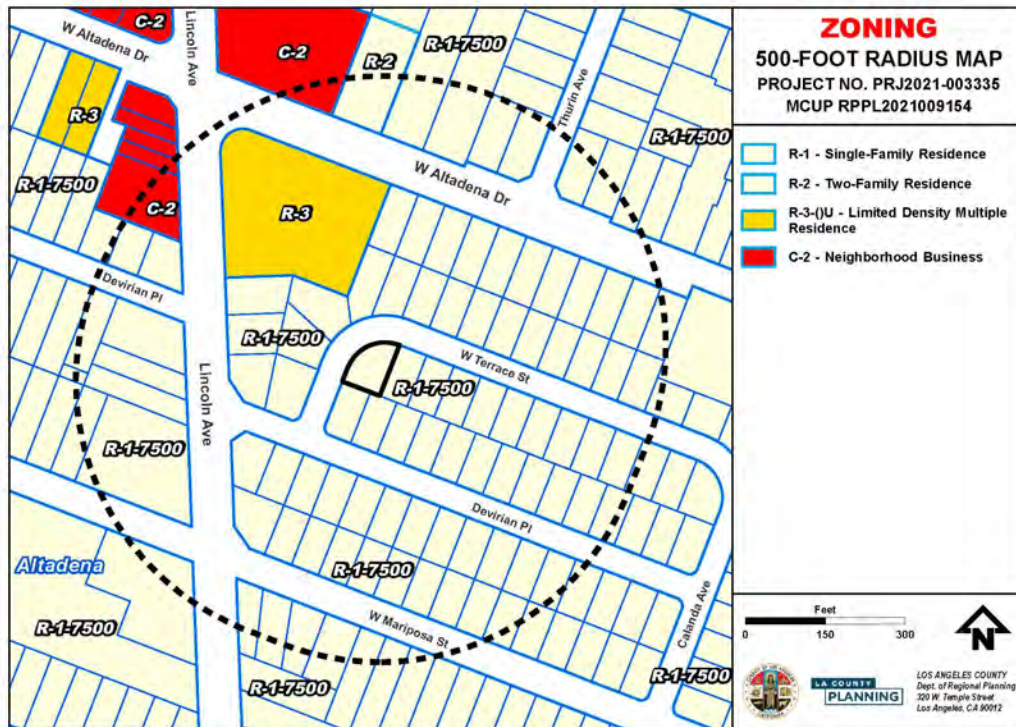 ZONING
500-FOOT RADIUS MAP
PROJECT NO. PRJ2021-003335
MCUP RPPL2021009154
R-1 - Single-Family Residence
R-2 - Two-Family Residence
R-3-()U - Limited Density Multiple
Residence
C-2 - Neighborhood Business
C-2
W Altadena Dr
Lincoln Ave
C-2
R-2
R-1-7500
Thurin Ave
R-1-7500
R-3
R-1-7500
C-2
R-3
W Altadena Dr
Devirian Pl
R-1-7500
W Terrace St
R-1-7500
Lincoln Ave
R-1-7500
Devirian Pl
Altadena
R-1-7500
R-1-7500
W Mariposa St
Calanda Ave
R-1-7500
R-1-7500
Feet
0 150 300
N
LA COUNTY
PLANNING
LOS ANGELES COUNTY
Dept. of Regional Planning
320 W. Temple Street
Los Angeles, CA 90012